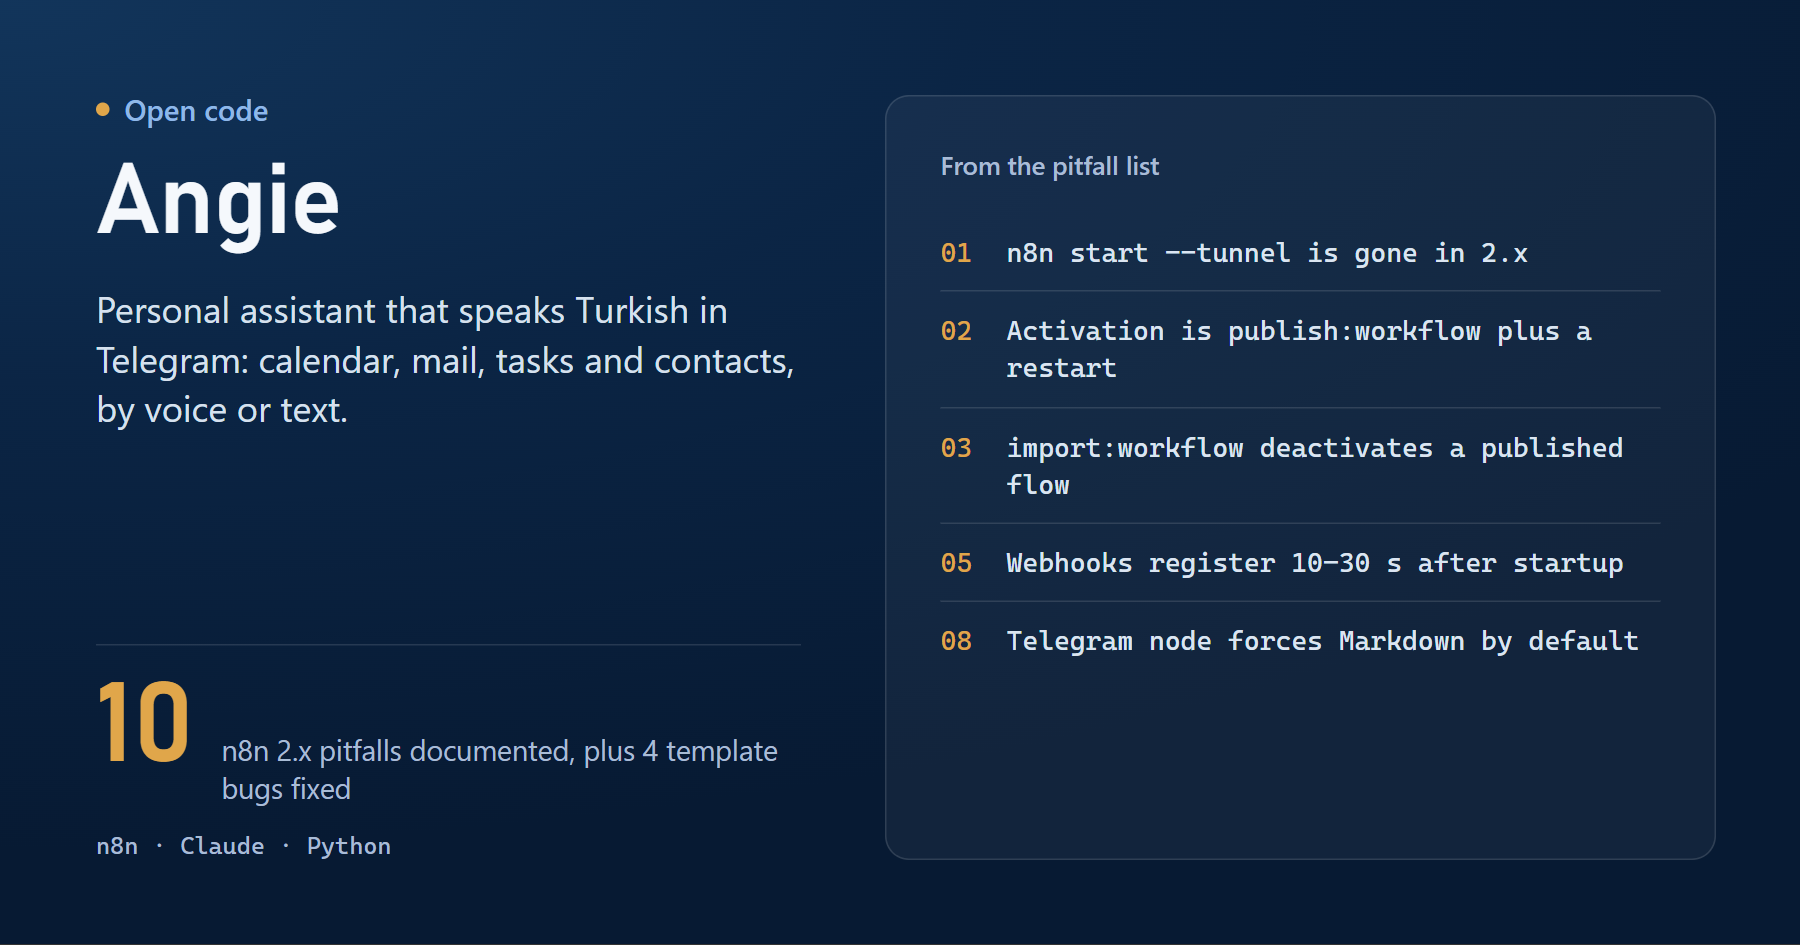 Open code
Angie
Personal assistant that speaks Turkish in
Telegram: calendar, mail, tasks and contacts,
by voice or text.
10
n8n 2.x pitfalls documented, plus 4 template
bugs fixed
n8n · Claude · Python
From the pitfall list
01 n8n start --tunnel is gone in 2.x
02 Activation is publish:workflow plus a
restart
03 import:workflow deactivates a published
flow
05 Webhooks register 10–30 s after startup
08 Telegram node forces Markdown by default